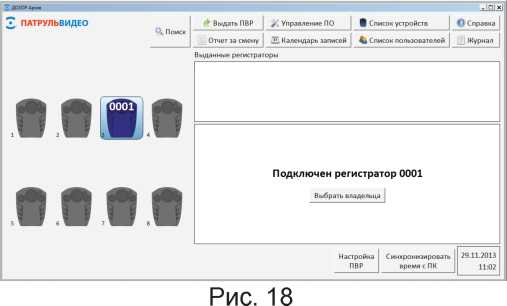 ДОЗОР Архив
ПАТРУЛЬВИДЕО
Поиск
Выдать ПВР
Управление ПО
Список устройств
Справка
Отчет за смену
Календарь записей
Список пользователей
Журнал
Выданные регистраторы
0001
1 2 3 4
5 6 7 8
Подключен регистратор 0001
Выбрать владельца
Настройка
ПВР
Синхронизировать
время с ПК
29.11.2013
11:02
Рис. 18